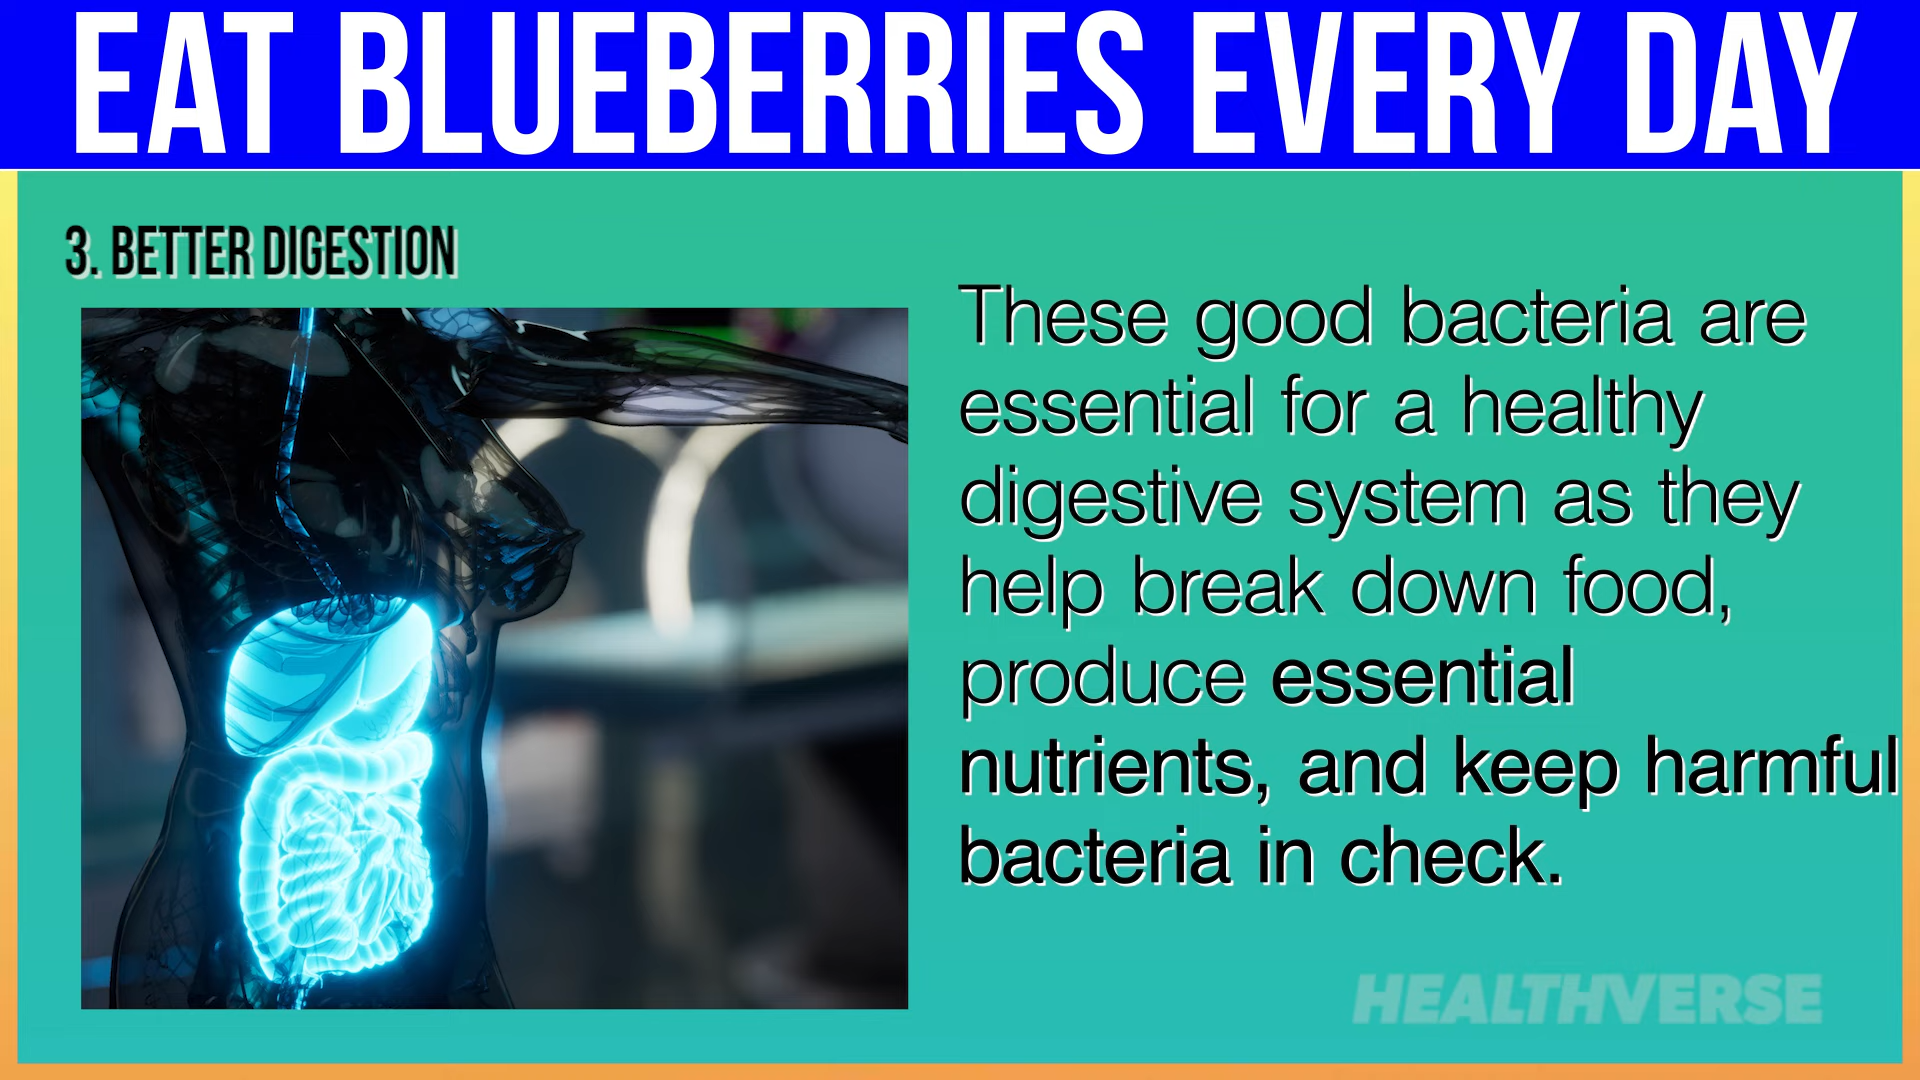 EAT BLUEBERRIES EVERY DAY
3. BETTER DIGESTION
These good bacteria are
essential for a healthy
digestive system as they
help break down food,
produce essential
nutrients, and keep harmful
bacteria in check.
HEALTHVERSE